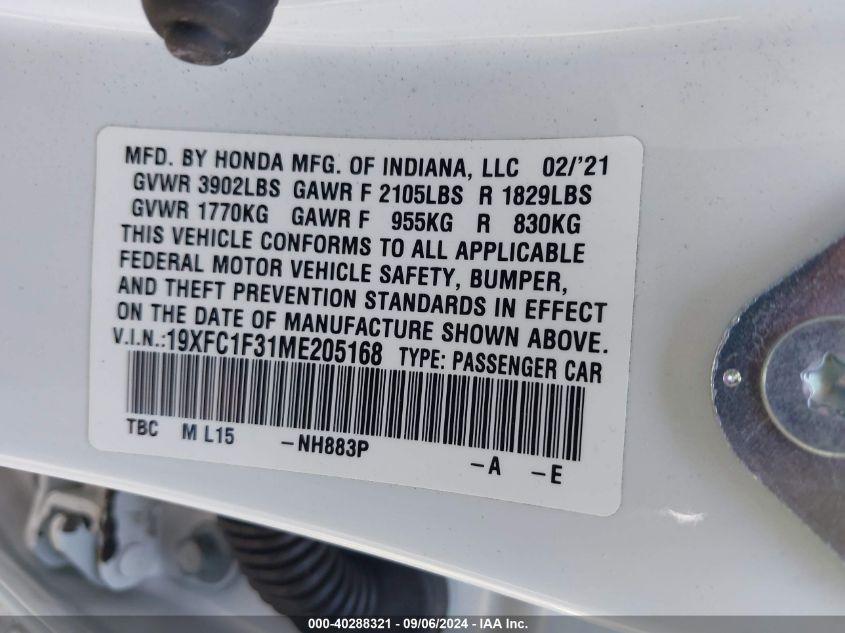 MFD. BY HONDA MFG. OF INDIANA, LLC 02/'21
GVWR 3902LBS GAWR F 2105LBS R 1829LBS
GVWR 1770KG GAWR F 955KG R 830KG
THIS VEHICLE CONFORMS TO ALL APPLICABLE
FEDERAL MOTOR VEHICLE SAFETY, BUMPER,
AND THEFT PREVENTION STANDARDS IN EFFECT
ON THE DATE OF MANUFACTURE SHOWN ABOVE.
V.I.N.:19XFC1F31ME205168 TYPE: PASSENGER CAR
TBC M L15 -NH883P -A -E
000-40288321 - 09/06/2024 - IAA Inc.